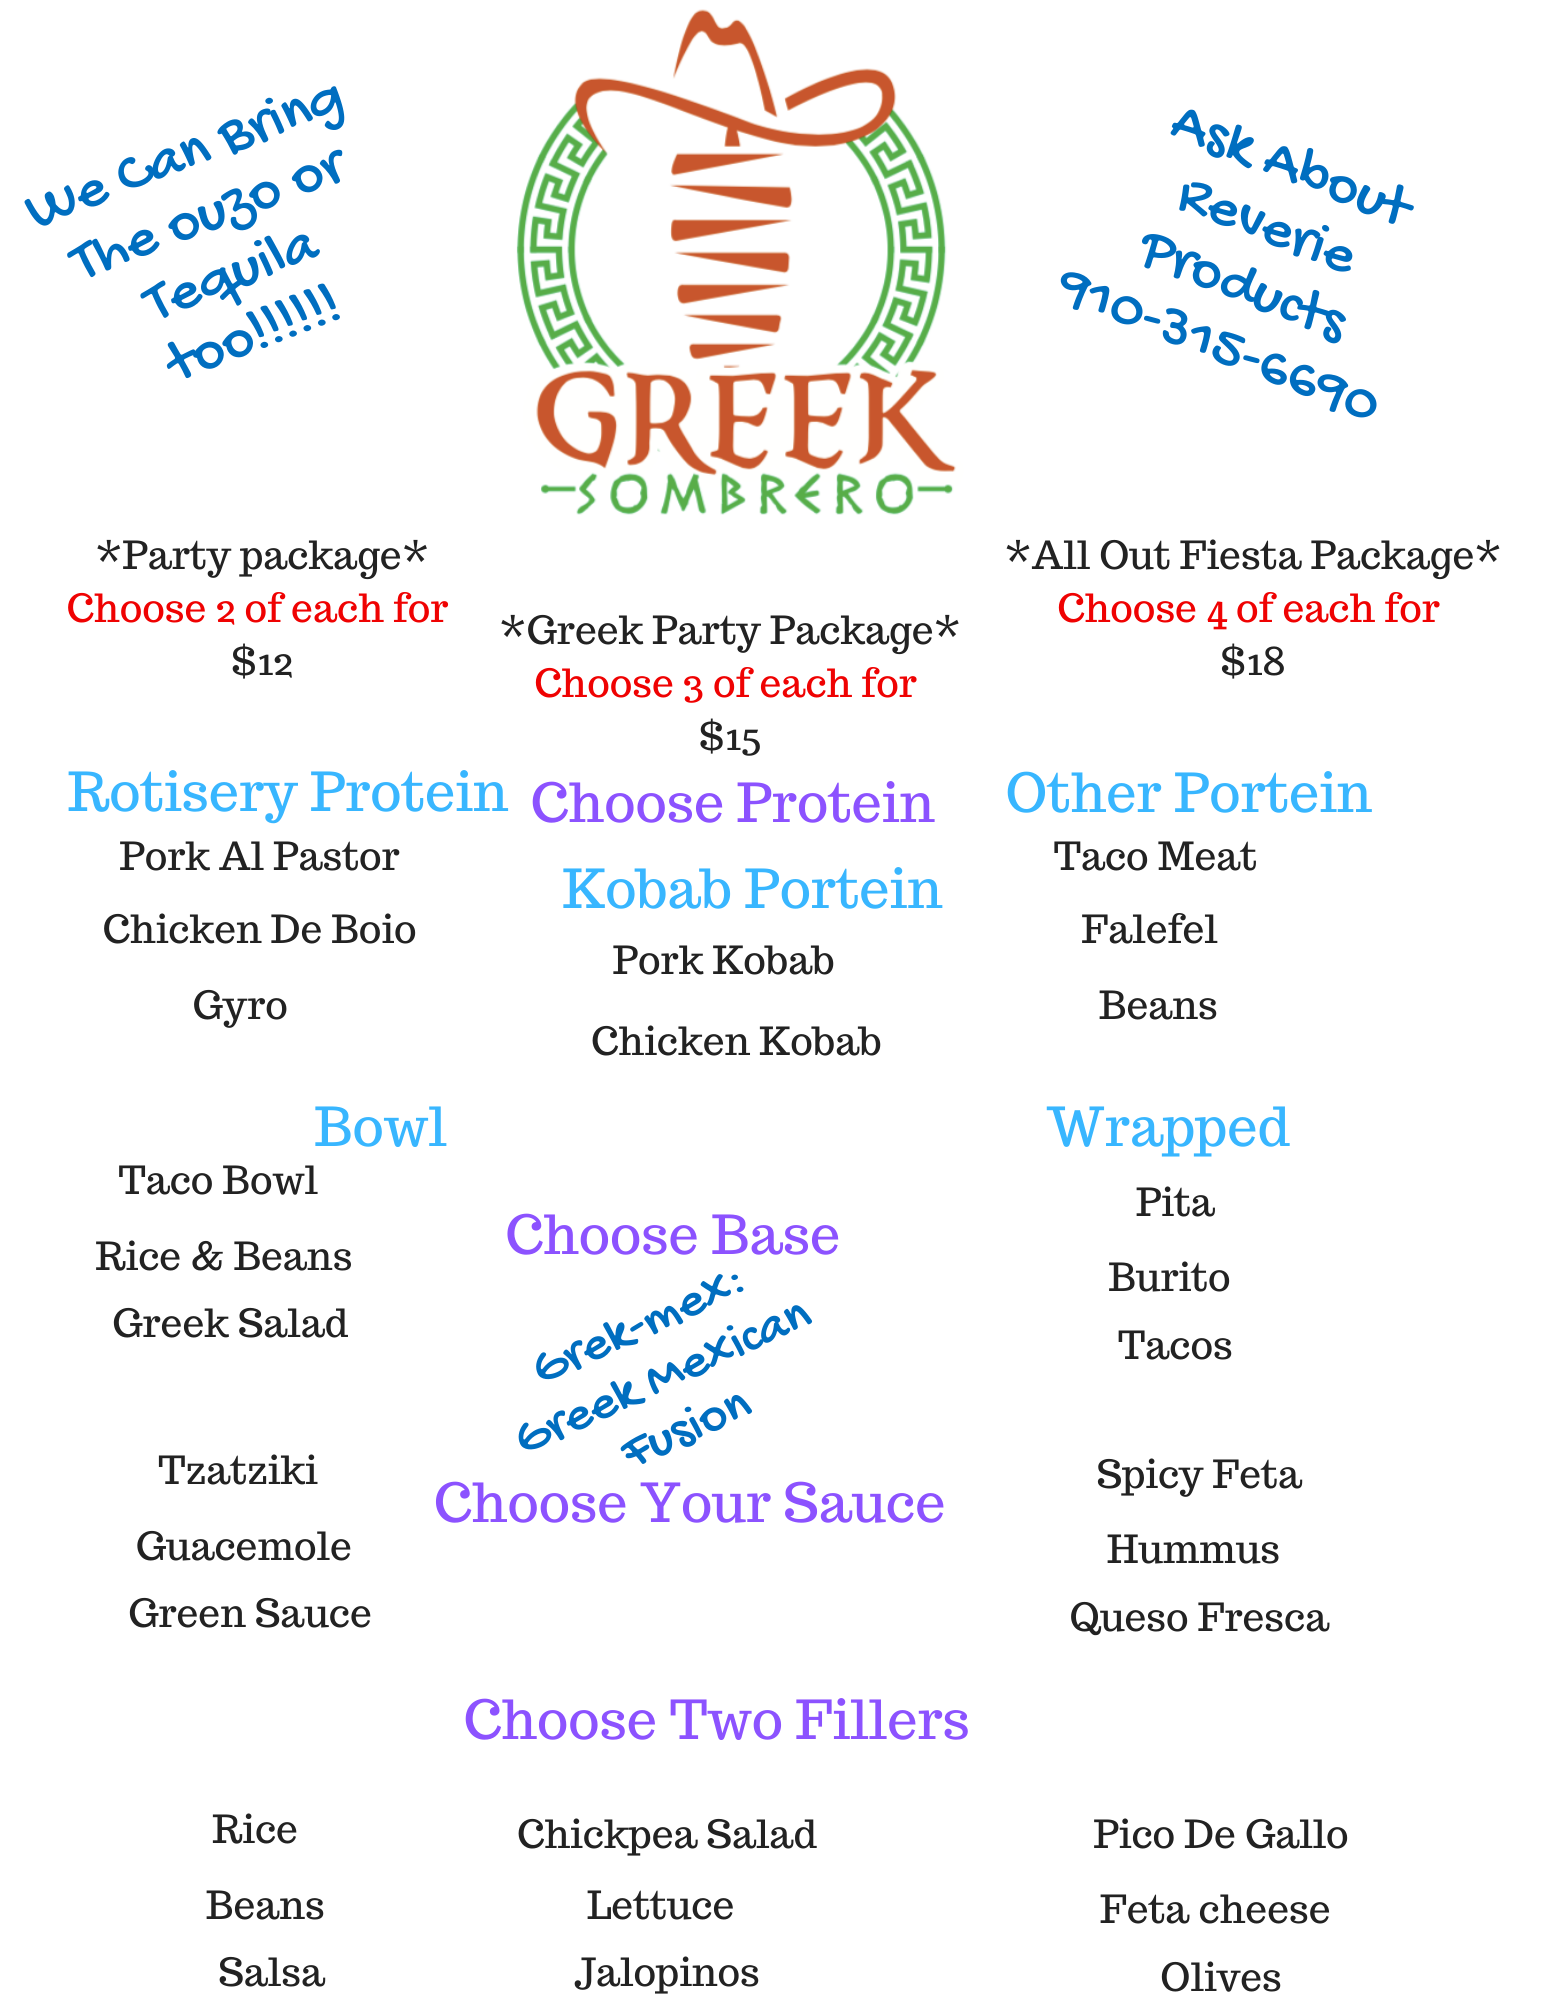 We Can Bring
The ouzo or
Tequila
too!!!!!!
GREEK
SOMBRERO
Ask About
Reverie
Products
910-315-6690
*Party package*
Choose 2 of each for
$12
*Greek Party Package*
Choose 3 of each for
$15
*All Out Fiesta Package*
Choose 4 of each for
$18
Choose Protein
Rotisery Protein
Pork Al Pastor
Chicken De Boio
Gyro
Kobab Portein
Pork Kobab
Chicken Kobab
Other Portein
Taco Meat
Falefel
Beans
Choose Base
Bowl
Taco Bowl
Rice & Beans
Greek Salad
Wrapped
Pita
Burito
Tacos
Grek-mex:
Greek Mexican
Fusion
Choose Your Sauce
Tzatziki
Guacemole
Green Sauce
Spicy Feta
Hummus
Queso Fresca
Choose Two Fillers
Rice
Beans
Salsa
Chickpea Salad
Lettuce
Jalopinos
Pico De Gallo
Feta cheese
Olives